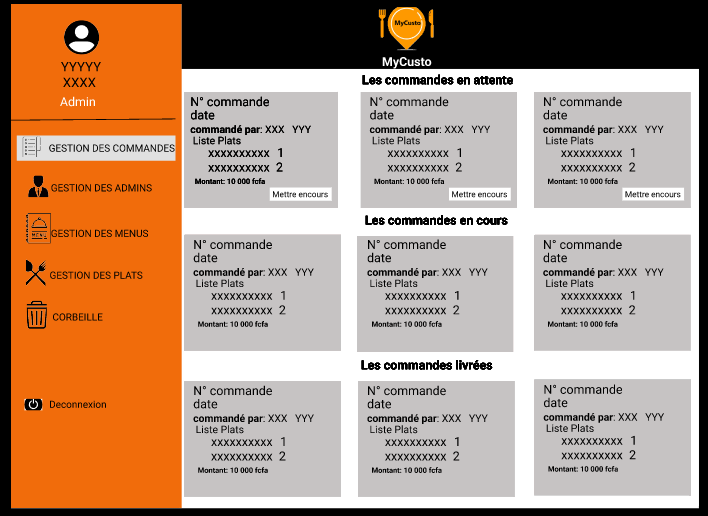 YYYYY
XXXX
Admin
GESTION DES COMMANDES
GESTION DES ADMINS
MENU
GESTION DES MENUS
GESTION DES PLATS
CORBEILLE
Deconnexion
MyCusto
MyCusto
Les commandes en attente
N° commande
date
commandé par: XXX YYY
Liste Plats
xxxxxxxxxx 1
xxxxxxxxxx 2
Montant: 10 000 fcfa
Mettre encours
N° commande
date
commandé par: XXX YYY
Liste Plats
xxxxxxxxxx 1
xxxxxxxxxx 2
Montant: 10 000 fcfa
Mettre encours
N° commande
date
commandé par: XXX YYY
Liste Plats
xxxxxxxxxx 1
xxxxxxxxxx 2
Montant: 10 000 fcfa
Mettre encours
Les commandes en cours
N° commande
date
commandé par: XXX YYY
Liste Plats
xxxxxxxxxx 1
xxxxxxxxxx 2
Montant: 10 000 fcfa
N° commande
date
commandé par: XXX YYY
Liste Plats
xxxxxxxxxx 1
xxxxxxxxxx 2
Montant: 10 000 fcfa
N° commande
date
commandé par: XXX YYY
Liste Plats
xxxxxxxxxx 1
xxxxxxxxxx 2
Montant: 10 000 fcfa
Les commandes livrées
N° commande
date
commandé par: XXX YYY
Liste Plats
xxxxxxxxxx 1
xxxxxxxxxx 2
Montant: 10 000 fcfa
N° commande
date
commandé par: XXX YYY
Liste Plats
xxxxxxxxxx 1
xxxxxxxxxx 2
Montant: 10 000 fcfa
N° commande
date
commandé par: XXX YYY
Liste Plats
xxxxxxxxxx 1
xxxxxxxxxx 2
Montant: 10 000 fcfa